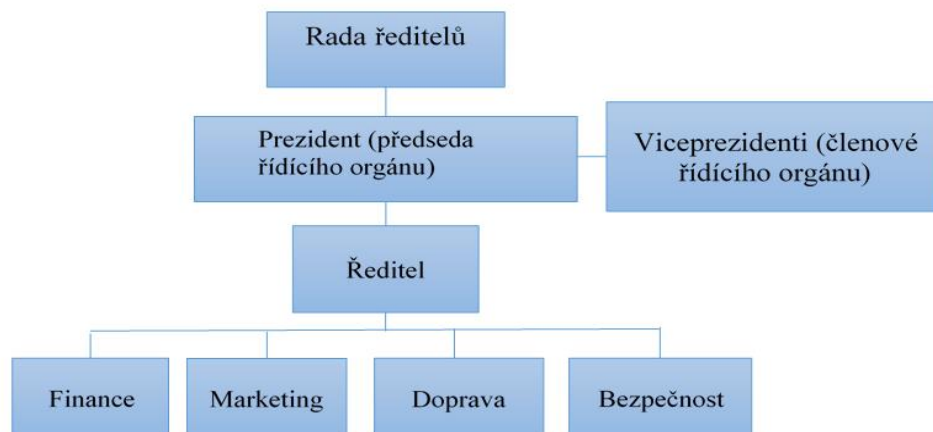 Rada ředitelů
Prezident (předseda
řídícího orgánu)
Viceprezidenti (členové
řídícího orgánu)
Ředitel
Finance
Marketing
Doprava
Bezpečnost